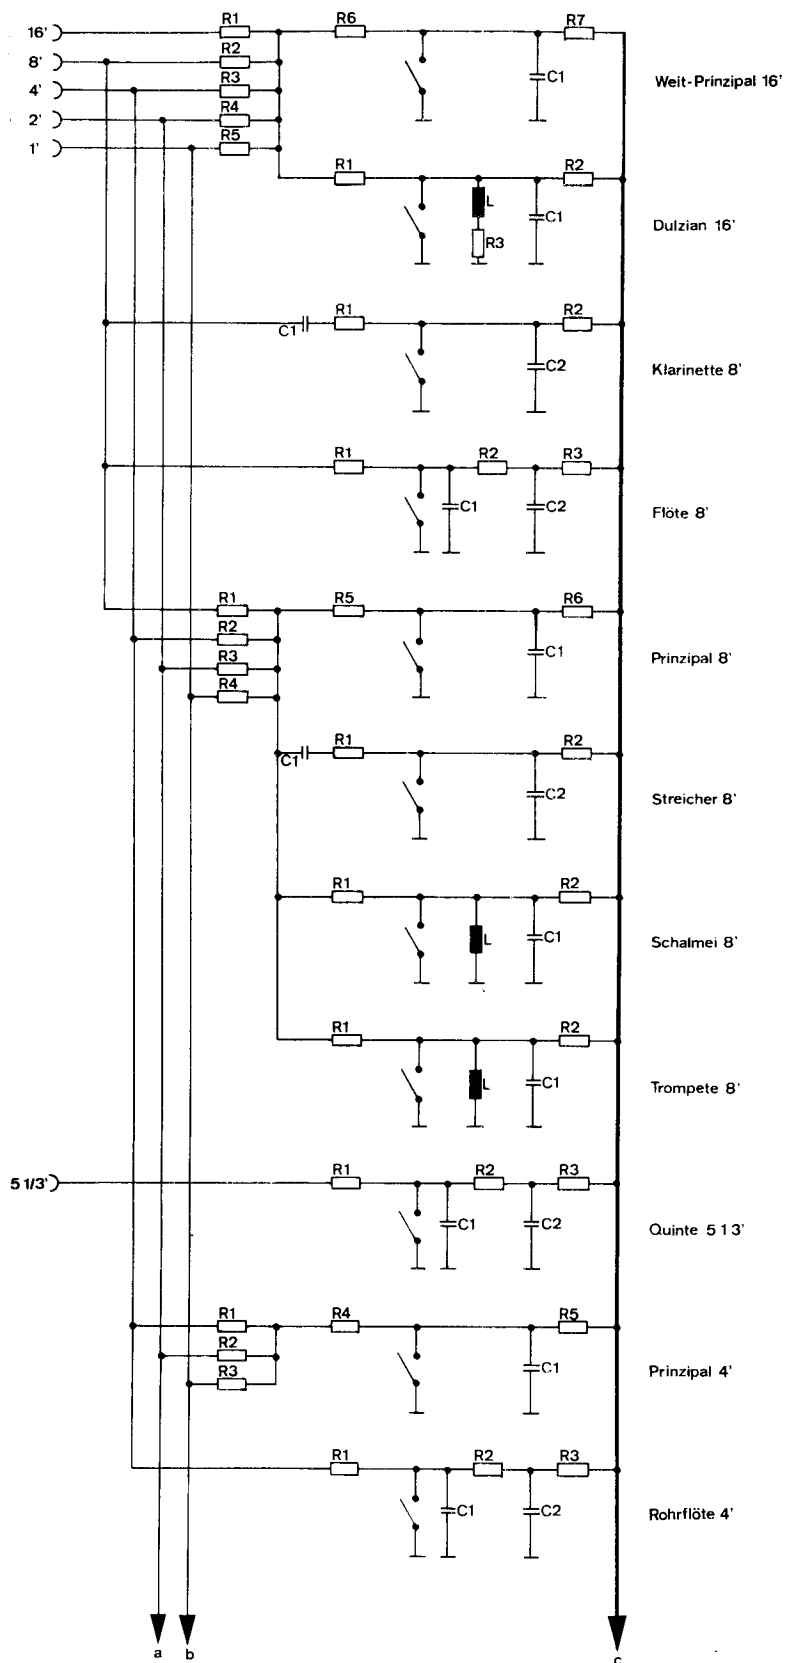 16' R1 R6 R7
8' R2
4' R3 C1 Weit-Prinzipal 16'
2' R4
1' R5
R1 R2
L C1 Dulzian 16'
R3
C1 R1 R2
C2 Klarinette 8'
R1 R2 R3
C1 C2 Flöte 8'
R1 R5 R6
R2
R3 C1 Prinzipal 8'
R4
C1 R1 R2
C2 Streicher 8'
R1 R2
L C1 Schalmei 8'
R1 R2
L C1 Trompete 8'
5 1/3' R1 R2 R3
C1 C2 Quinte 5 1 3'
R1 R4 R5
R2
R3 C1 Prinzipal 4'
R1 R2 R3
C1 C2 Rohrflöte 4'
a b c